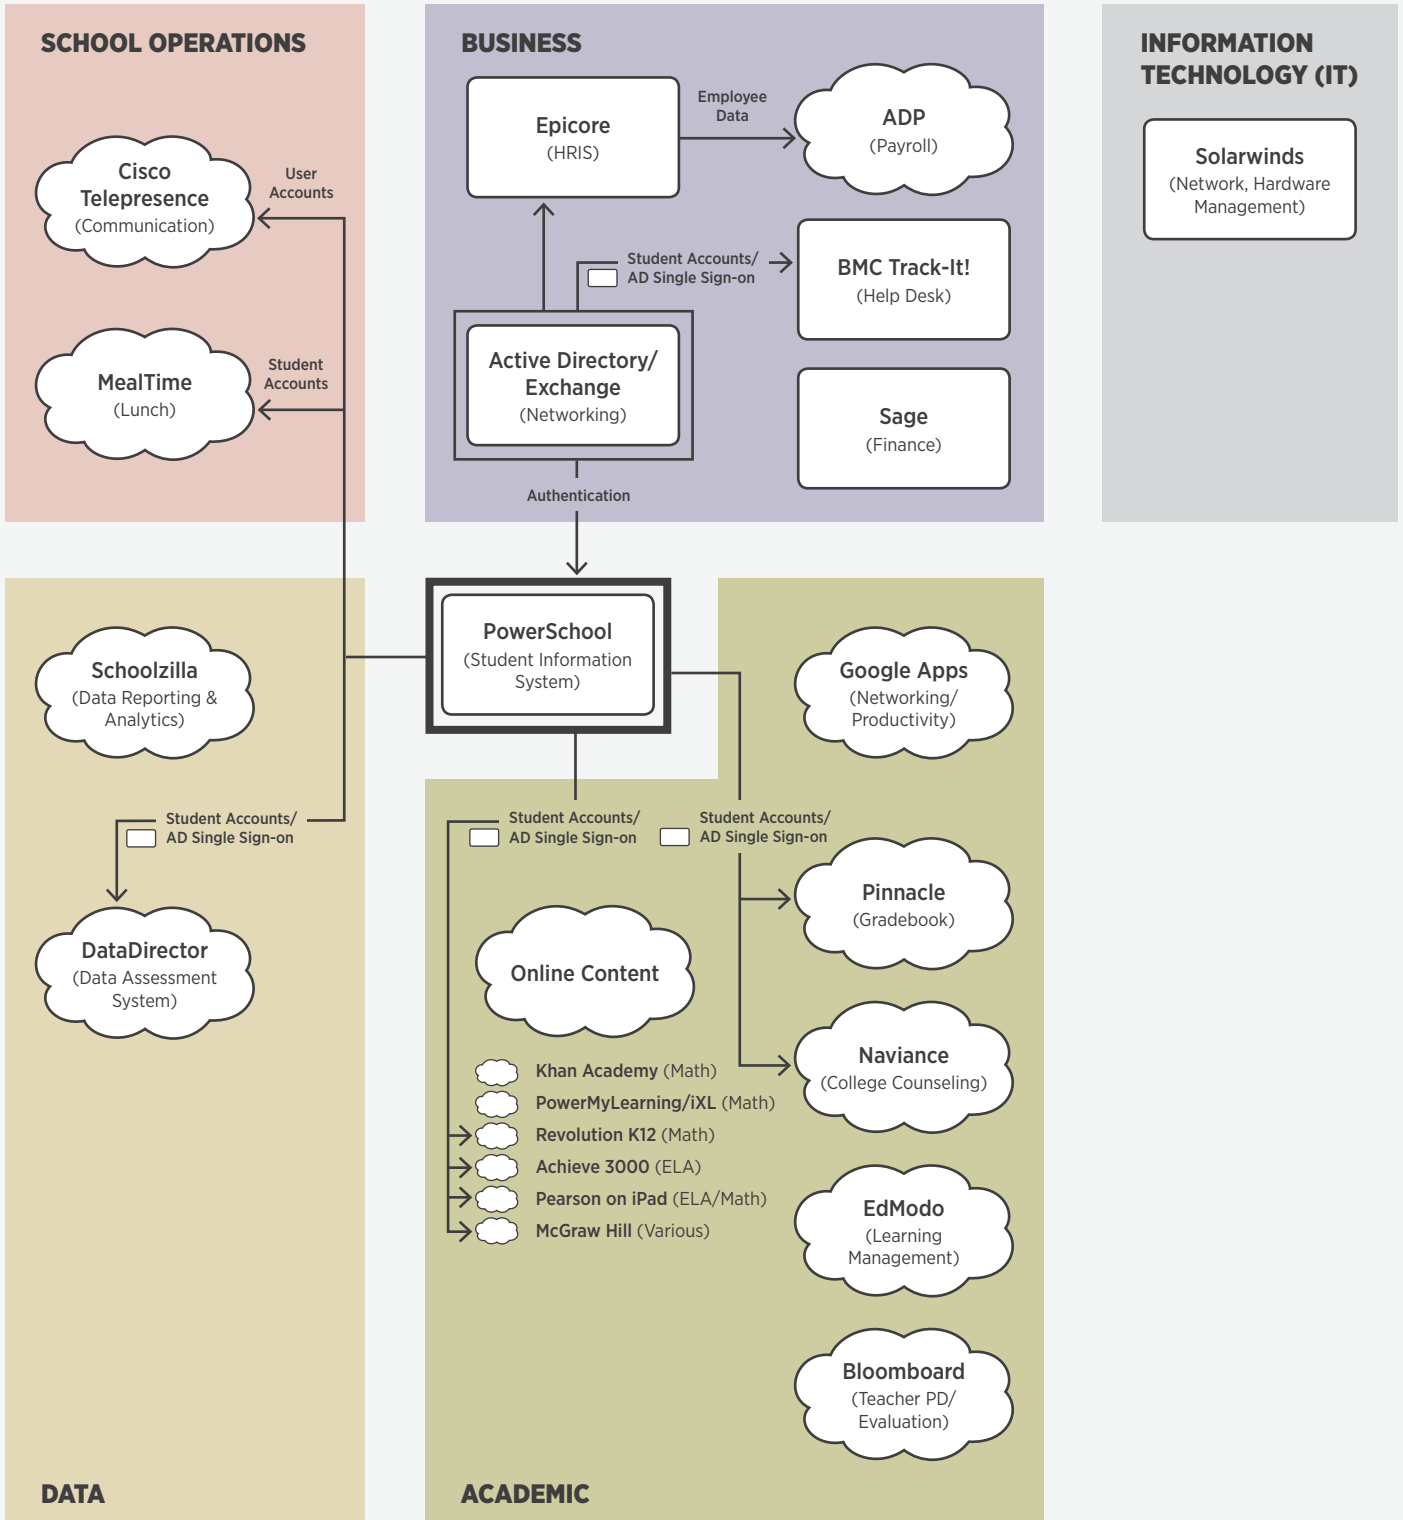 SCHOOL OPERATIONS
Cisco
Telepresence
(Communication)
User
Accounts
MealTime
(Lunch)
Student
Accounts
BUSINESS
Epicore
(HRIS)
Employee
Data
ADP
(Payroll)
Student Accounts/
AD Single Sign-on
BMC Track-It!
(Help Desk)
Active Directory/
Exchange
(Networking)
Sage
(Finance)
Authentication
INFORMATION
TECHNOLOGY (IT)
Solarwinds
(Network, Hardware
Management)
PowerSchool
(Student Information
System)
Schoolzilla
(Data Reporting &
Analytics)
Student Accounts/
AD Single Sign-on
DataDirector
(Data Assessment
System)
DATA
Student Accounts/
AD Single Sign-on
Student Accounts/
AD Single Sign-on
Online Content
Khan Academy (Math)
PowerMyLearning/iXL (Math)
Revolution K12 (Math)
Achieve 3000 (ELA)
Pearson on iPad (ELA/Math)
McGraw Hill (Various)
Google Apps
(Networking/
Productivity)
Pinnacle
(Gradebook)
Naviance
(College Counseling)
EdModo
(Learning
Management)
Bloomboard
(Teacher PD/
Evaluation)
ACADEMIC